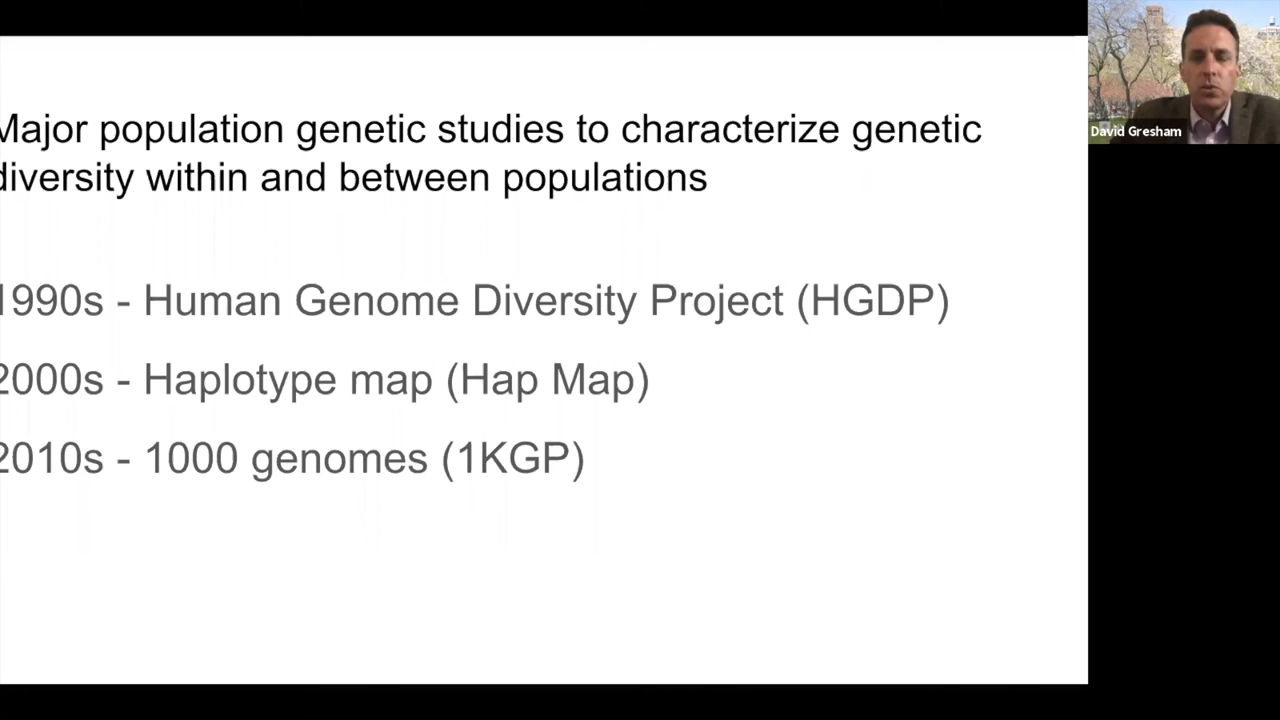 Major population genetic studies to characterize genetic
diversity within and between populations
1990s - Human Genome Diversity Project (HGDP)
2000s - Haplotype map (Hap Map)
2010s - 1000 genomes (1KGP)
David Gresham